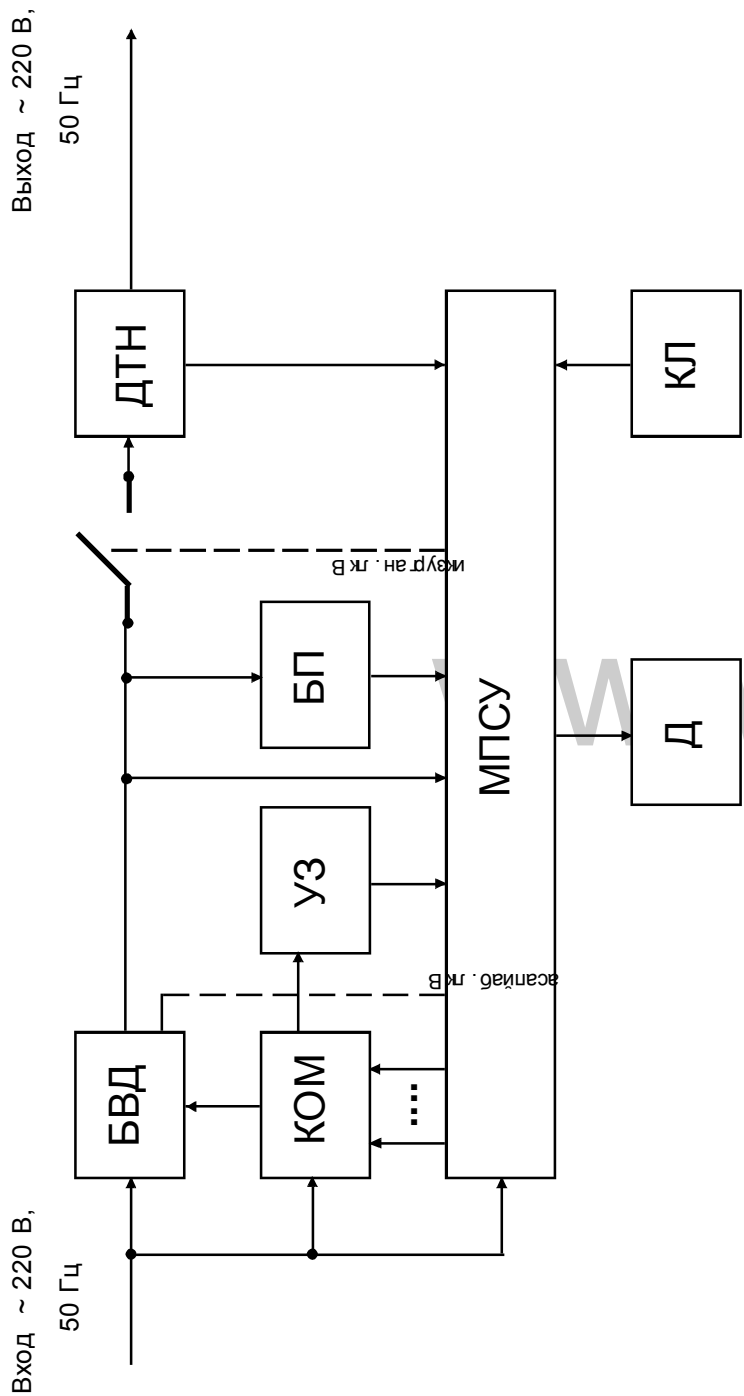 Вход ~ 220 В,
50 Гц
Выход ~ 220 В,
50 Гц
БВД
ДТН
КОМ
УЗ
БП
....
Вкл. байпаса
Вкл. нагрузки
МПСУ
Д
КЛ